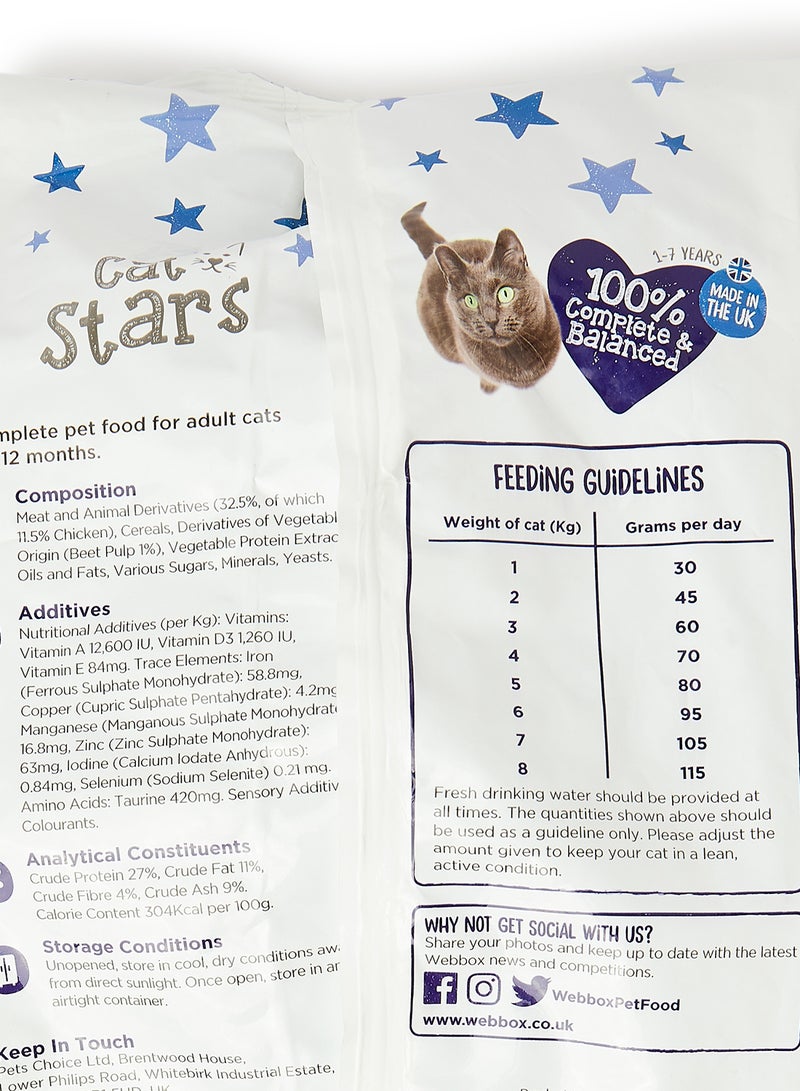 cat
stars
plete pet food for adult cats
12 months.
Composition
Meat and Animal Derivatives (32.5%, of which
11.5% Chicken), Cereals, Derivatives of Vegetabl
Origin (Beet Pulp 1%), Vegetable Protein Extrac
Oils and Fats, Various Sugars, Minerals, Yeasts.
Additives
Nutritional Additives (per Kg): Vitamins:
Vitamin A 12,600 IU, Vitamin D3 1,260 IU,
Vitamin E 84mg. Trace Elements: Iron
(Ferrous Sulphate Monohydrate): 58.8mg,
Copper (Cupric Sulphate Pentahydrate): 4.2mg
Manganese (Manganous Sulphate Monohydrat
16.8mg, Zinc (Zinc Sulphate Monohydrate):
63mg, Iodine (Calcium Iodate Anhydrous):
0.84mg, Selenium (Sodium Selenite) 0.21 mg.
Amino Acids: Taurine 420mg. Sensory Additiv
Colourants.
Analytical Constituents
Crude Protein 27%, Crude Fat 11%,
Crude Fibre 4%, Crude Ash 9%.
Calorie Content 304Kcal per 100g.
Storage Conditions
Unopened, store in cool, dry conditions aw
from direct sunlight. Once open, store in an
airtight container.
Keep In Touch
Pets Choice Ltd, Brentwood House,
Lower Philips Road, Whitebirk Industrial Estate,
1-7 YEARS
100%
Complete &
Balanced
MADE IN
THE UK
FEEDING GUIDELINES
Weight of cat (Kg) Grams per day
1 30
2 45
3 60
4 70
5 80
6 95
7 105
8 115
Fresh drinking water should be provided at
all times. The quantities shown above should
be used as a guideline only. Please adjust the
amount given to keep your cat in a lean,
active condition.
WHY NOT GET SOCIAL WITH US?
Share your photos and keep up to date with the latest
Webbox news and competitions.
WebboxPetFood
www.webbox.co.uk